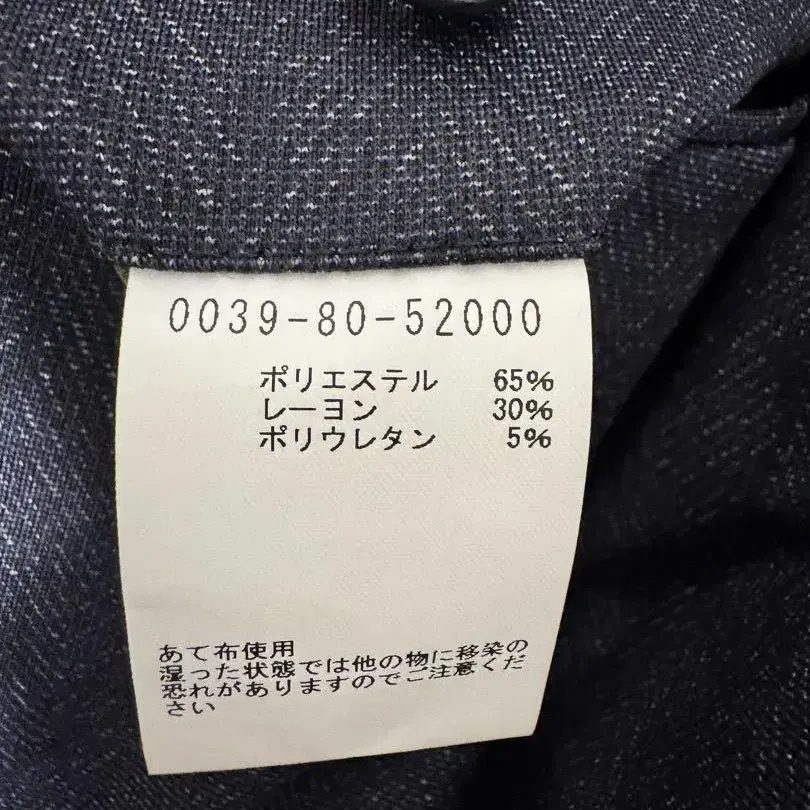 0039-80-52000
ポリエステル 65%
レーヨン 30%
ポリウレタン 5%
あて布使用
湿った状態では他の物に移染の
恐れがありますのでご注意くだ
さい